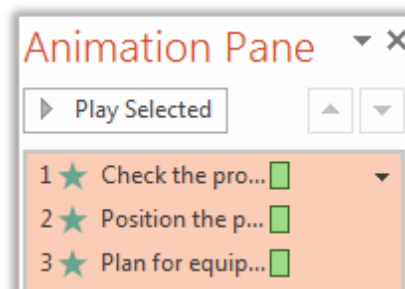 Animation Pane
Play Selected
1 Check the pro...
2 Position the p...
3 Plan for equip...